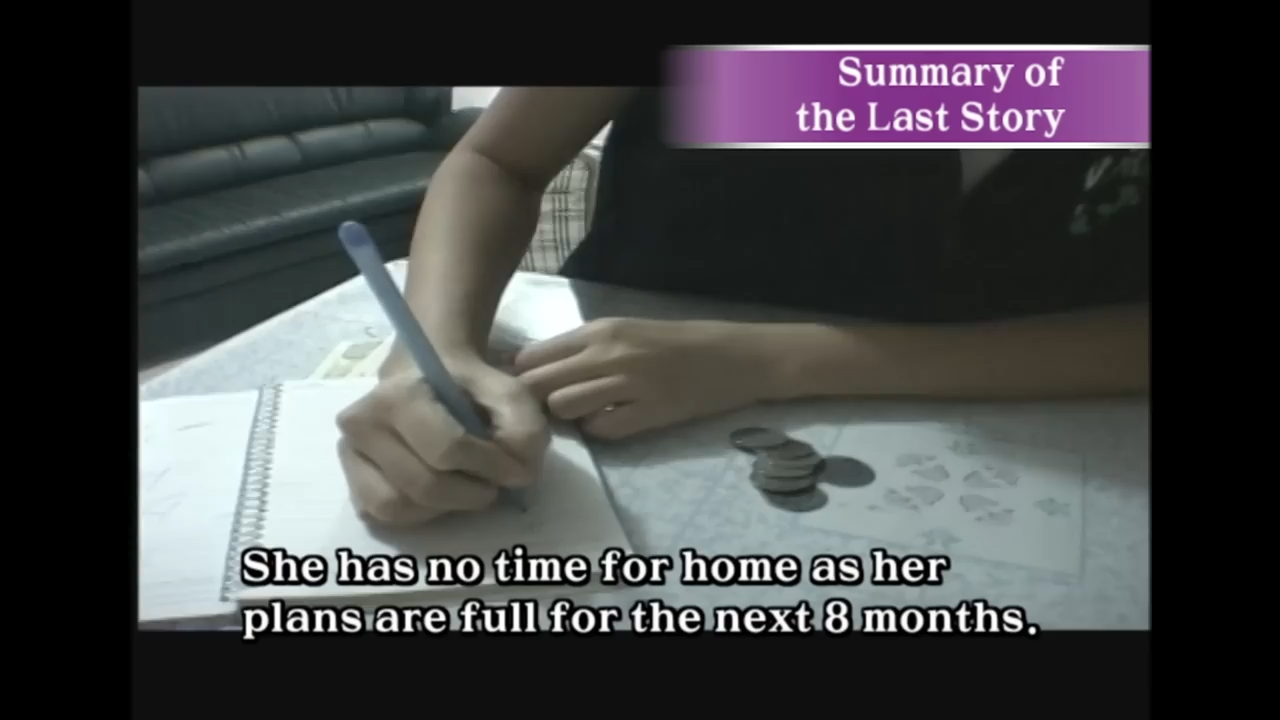 Summary of
the Last Story
She has no time for home as her
plans are full for the next 8 months.